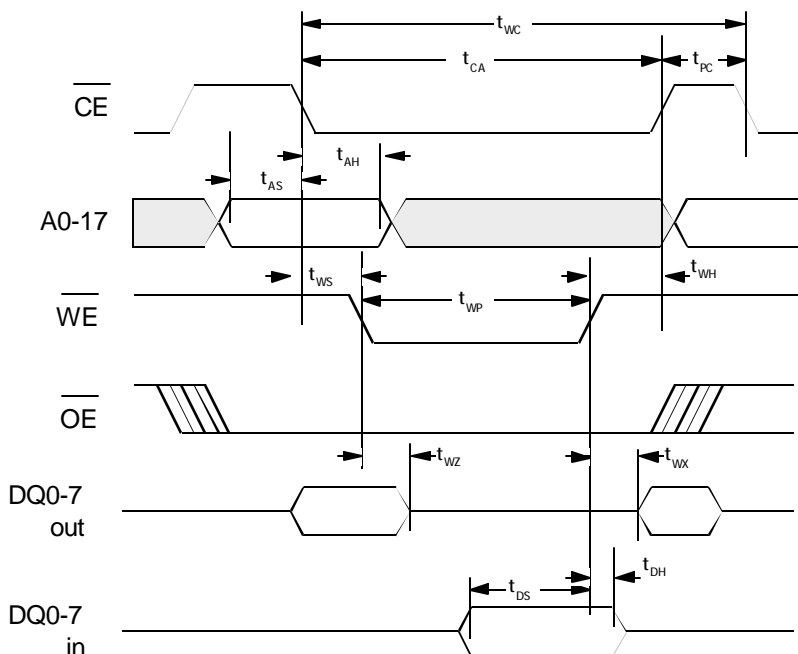 tWC
tCA
tPC
CE
tAH
tAS
A0-17
tWS
tWH
tWP
WE
OE
tWZ
tWX
DQ0-7
out
tDH
tDS
DQ0-7
in